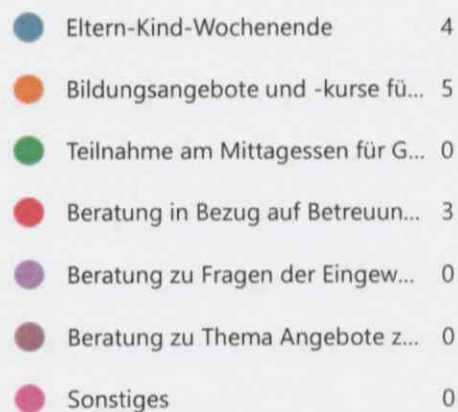 Eltern-Kind-Wochenende 4
Bildungsangebote und -kurse fü... 5
Teilnahme am Mittagessen für G... 0
Beratung in Bezug auf Betreuun... 3
Beratung zu Fragen der Eingew... 0
Beratung zu Thema Angebote z... 0
Sonstiges 0